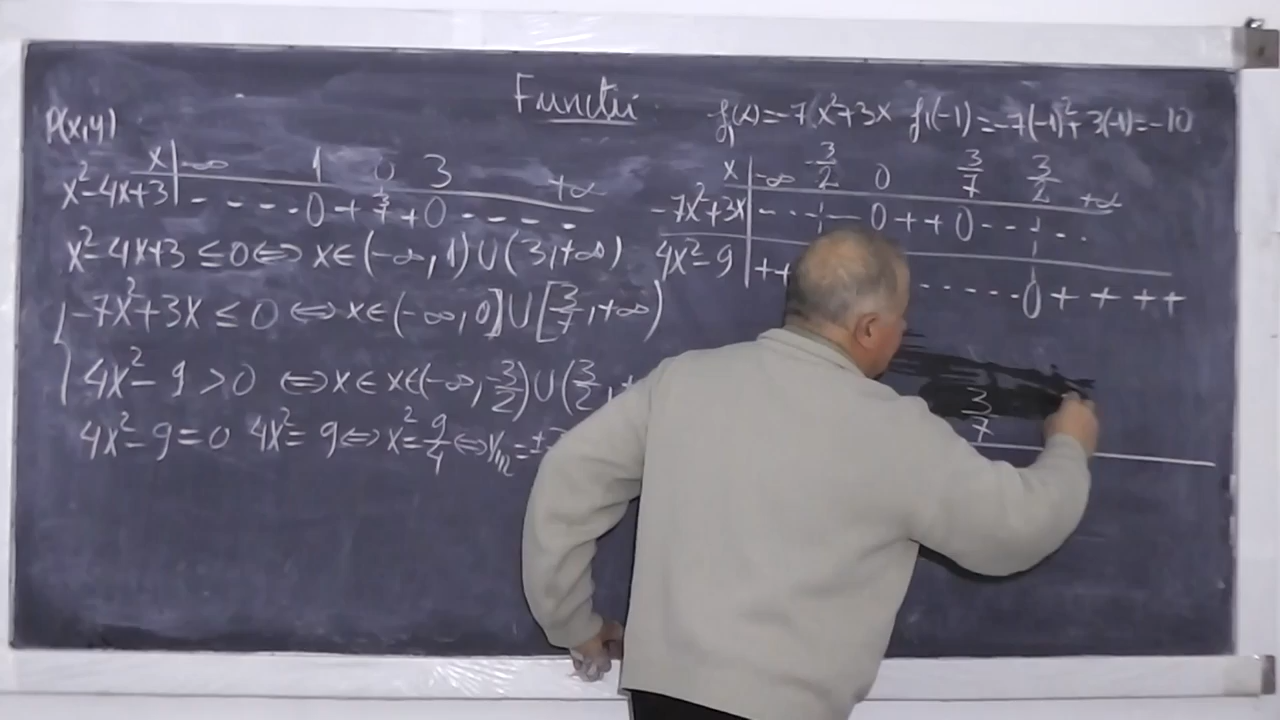 Functii
P(x,y)
x | -∞ 1 0 3 +∞
x²-4x+3 | - - - - 0 + 3/7 + 0 - - - -
x²-4x+3 ≤ 0 ⇔ x∈(-∞,1)∪(3,+∞)
-7x²+3x ≤ 0 ⇔ x∈(-∞,0]∪[3/7,+∞)
4x²-9>0 ⇔ x∈ x∈(-∞,-3/2)∪(3/2,
4x²-9=0 4x²=9 ⇔ x²=9/4 ⇔ x½=±
f₁(x)=-7x²+3x f₁(-1)=-7(-1)²+3(-1)=-10
x | -∞ -3/2 0 3/7 3/2 +∞
-7x²+3x | - - - - 0 + + 0 - - - - -
4x²-9 | + + - - - - - 0 + + + +
3/7